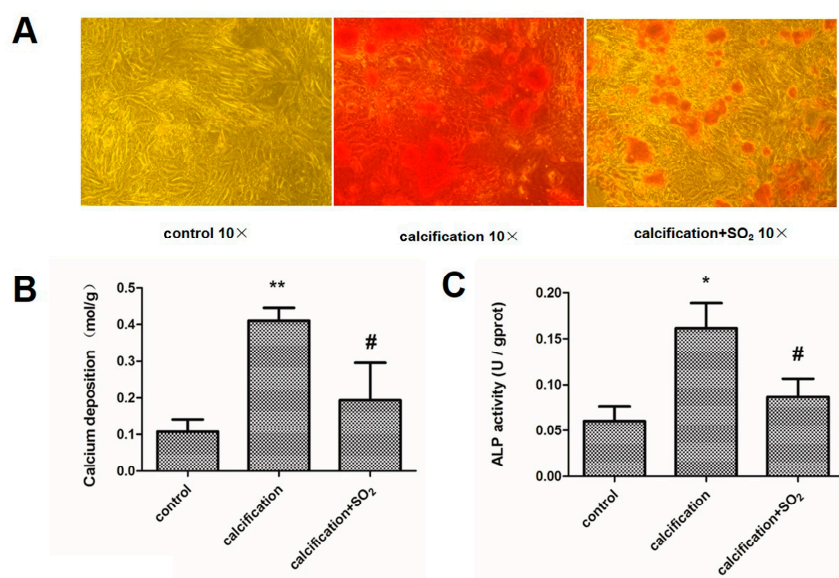 A
control 10×
calcification 10×
calcification+SO₂ 10×
B
Calcium deposition（mol/g）
0.5
0.4
0.3
0.2
0.1
0.0
**
#
control
calcification
calcification+SO₂
C
ALP activity (U / gprot)
0.20
0.15
0.10
0.05
0.00
*
#
control
calcification
calcification+SO₂